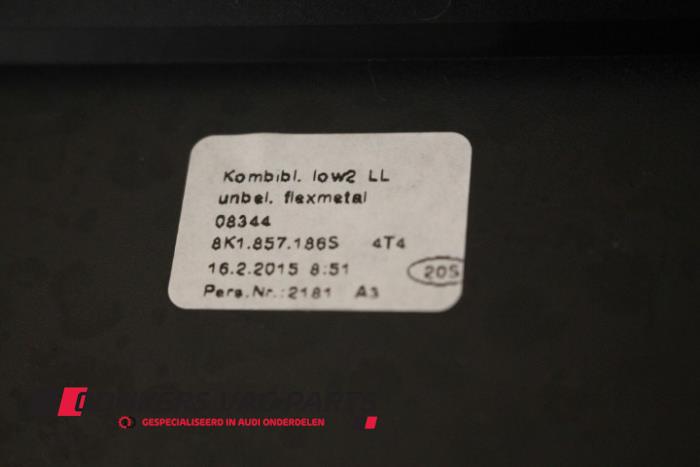 Kombibl. low2 LL
unbel. flexmetal
08344
8K1.857.186S 4T4
16.2.2015 8:51 20S
Pers.Nr.:2181 A3
GESPECIALISEERD IN AUDI ONDERDELEN